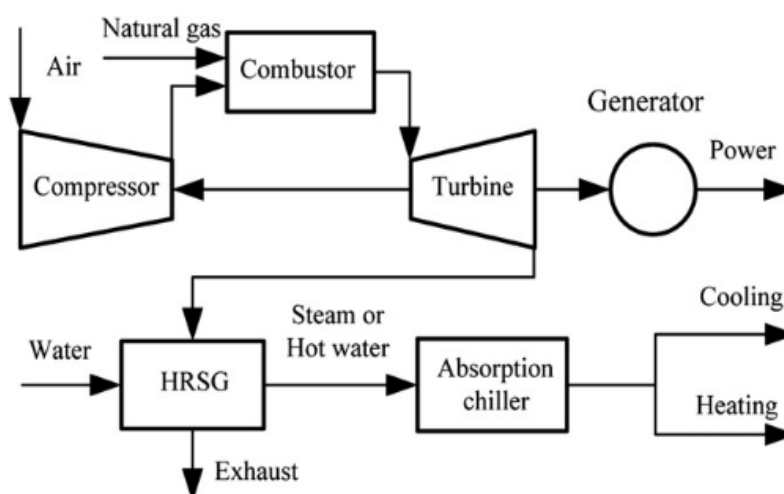 Natural gas
Air
Combustor
Generator
Compressor
Turbine
Power
Steam or
Hot water
Cooling
Water
HRSG
Absorption
chiller
Heating
Exhaust